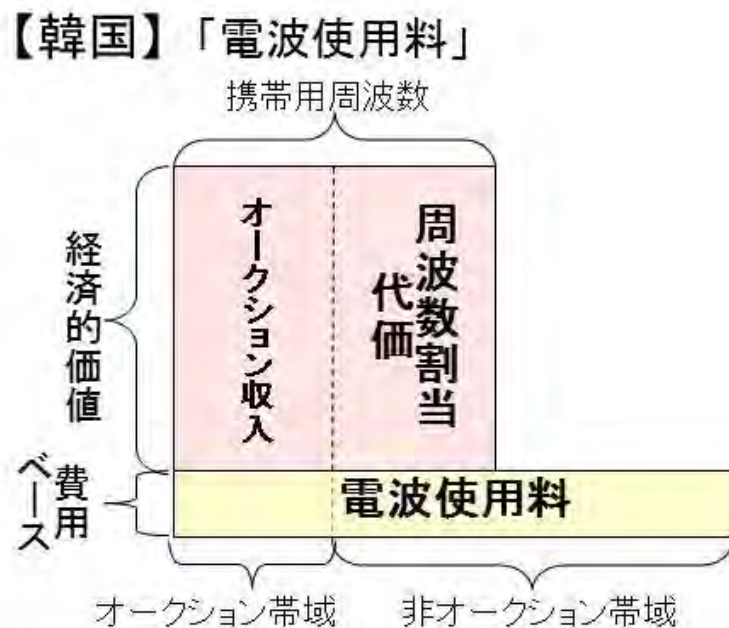 【韓国】「電波使用料」
携帯用周波数
経済的価値
オークション収入
周波数割当
代価
費用
ベース
電波使用料
オークション帯域
非オークション帯域